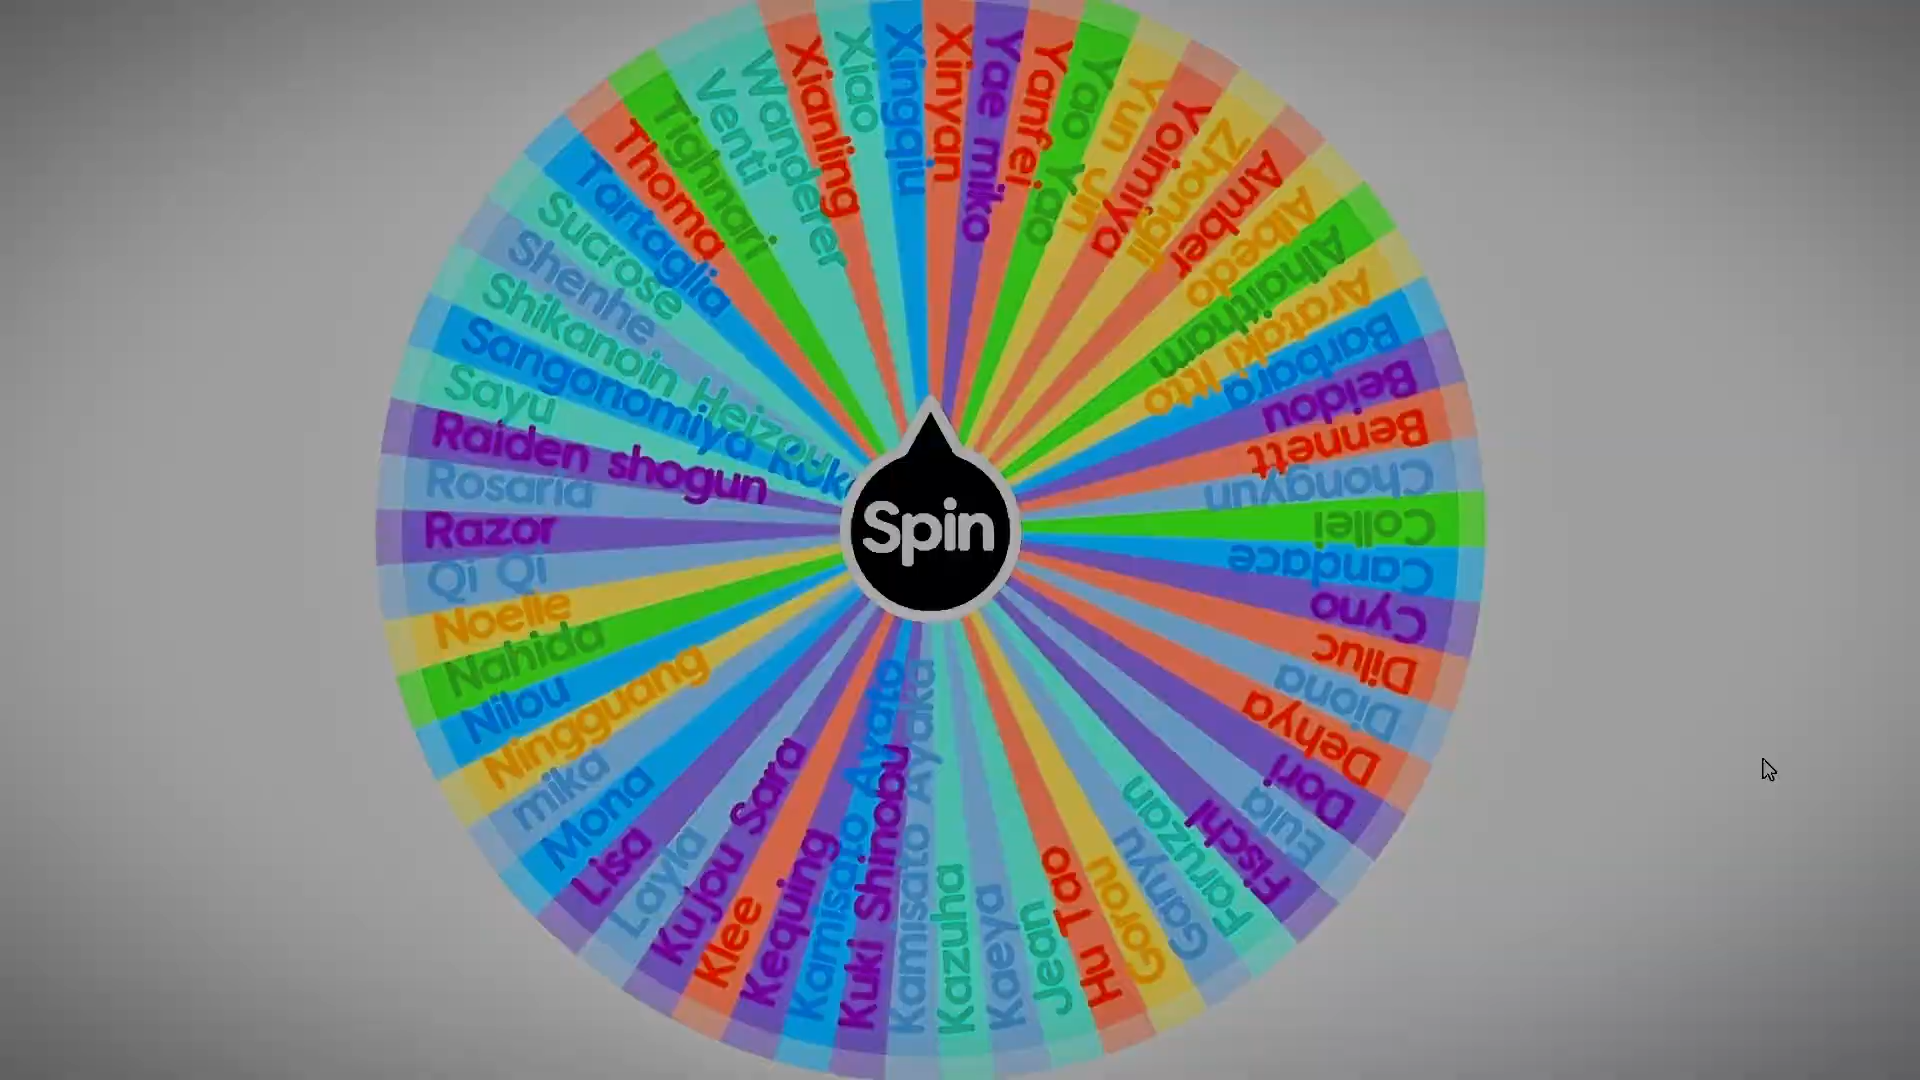 Spin
Xinyan
Yae miko
Yanfei
Yao Yao
Yun Jin
Yoimiya
Zhongli
Amber
Albedo
Alhaitham
Arataki Itto
Barbara
Beidou
Bennett
Chongyun
Collei
Candace
Cyno
Diluc
Diona
Dehya
Dori
Eula
Fischl
Faruzan
Ganyu
Gorou
Hu Tao
Jean
Kaeya
Kazuha
Kamisato Ayaka
Kuki Shinobu
Kamisato Ayato
Kequing
Klee
Kujou Sara
Layla
Lisa
Mona
mika
Ningguang
Nilou
Nahida
Noelle
Qi Qi
Razor
Rosaria
Raiden shogun
Sayu
Sangonomiya Koko
Shikanoin Heizou
Shenhe
Sucrose
Tartaglia
Thoma
Tighnari
Venti
Wanderer
Xianling
Xiao
Xingqiu